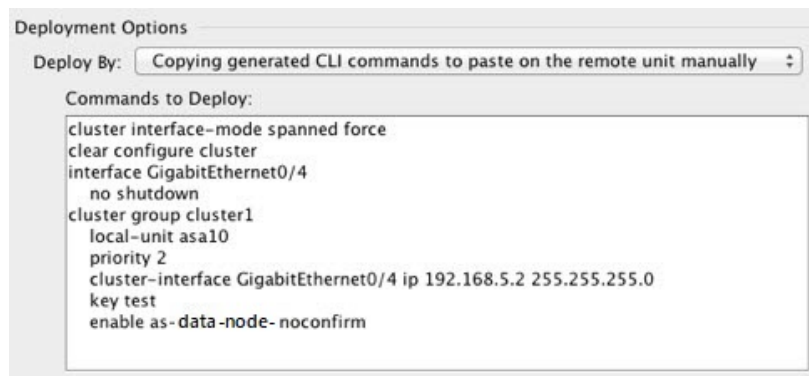 Deployment Options
Deploy By: Copying generated CLI commands to paste on the remote unit manually
Commands to Deploy:
cluster interface-mode spanned force
clear configure cluster
interface GigabitEthernet0/4
no shutdown
cluster group cluster1
local-unit asa10
priority 2
cluster-interface GigabitEthernet0/4 ip 192.168.5.2 255.255.255.0
key test
enable as-data-node-noconfirm